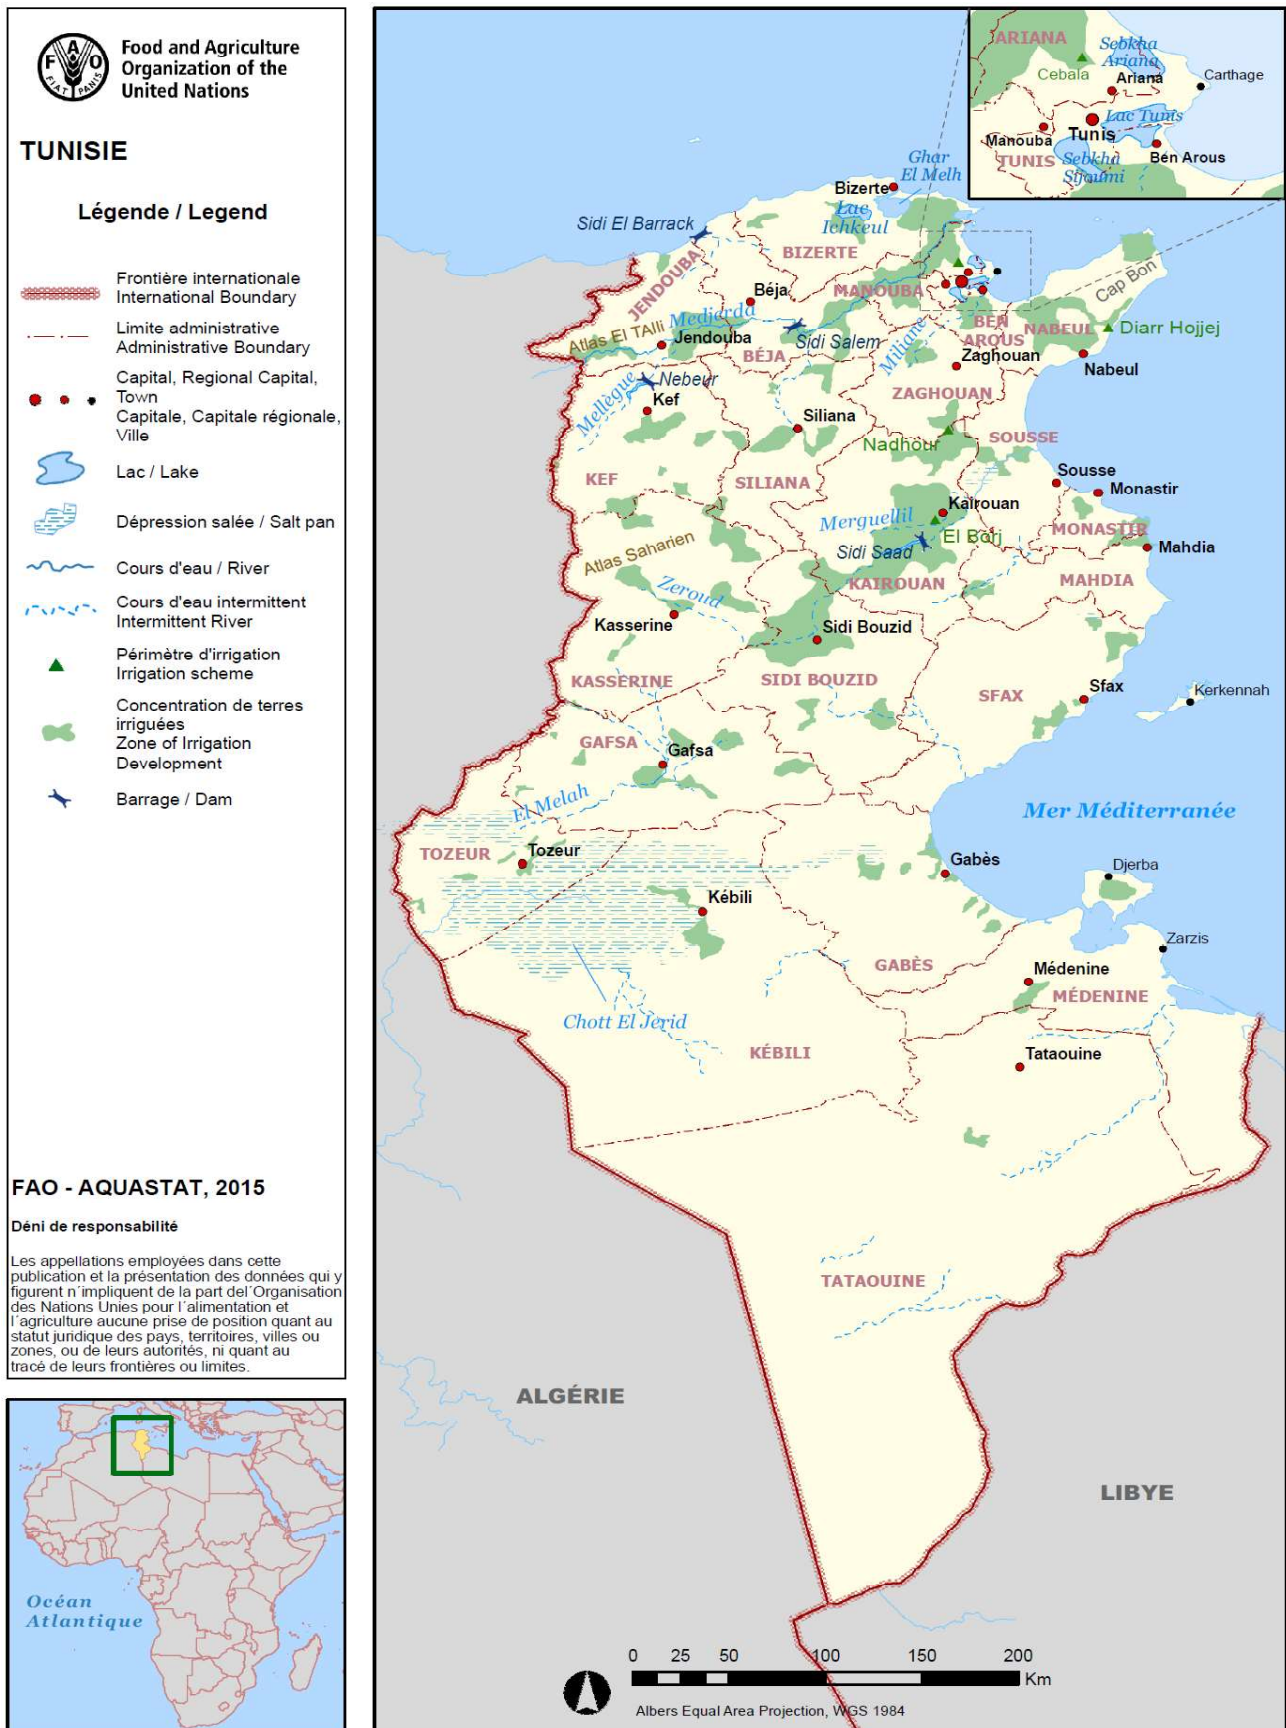 Food and Agriculture
Organization of the
United Nations
F A O
FIAT PANIS
TUNISIE
Légende / Legend
Frontière internationale
International Boundary
Limite administrative
Administrative Boundary
Capital, Regional Capital,
Town
Capitale, Capitale régionale,
Ville
Lac / Lake
Dépression salée / Salt pan
Cours d'eau / River
Cours d'eau intermittent
Intermittent River
Périmètre d'irrigation
Irrigation scheme
Concentration de terres
irriguées
Zone of Irrigation
Development
Barrage / Dam
FAO - AQUASTAT, 2015
Déni de responsabilité
Les appellations employées dans cette
publication et la présentation des données qui y
figurent n´impliquent de la part del´Organisation
des Nations Unies pour l´alimentation et
l´agriculture aucune prise de position quant au
statut juridique des pays, territoires, villes ou
zones, ou de leurs autorités, ni quant au
tracé de leurs frontières ou limites.
Océan
Atlantique
ARIANA
Sebkha
Ariana
Cebala
Ariana
Carthage
Lac Tunis
Manouba
Tunis
TUNIS
Sebkha
Sijoumi
Ben Arous
Ghar
El Melh
Bizerte
Lac
Ichkeul
Sidi El Barrack
BIZERTE
JENDOUBA
Cap Bon
Béja
MANOUBA
Medjerda
Atlas El TAlli
Jendouba
Sidi Salem
BÉJA
Miliane
BEN
AROUS
NABEUL
Diarr Hojjej
Zaghouan
Nabeul
Nebeur
Mellègue
Kef
ZAGHOUAN
Siliana
Nadhour
SOUSSE
KEF
SILIANA
Sousse
Monastir
Kairouan
Merguellil
El Borj
MONASTIR
Sidi Saad
Mahdia
Atlas Saharien
KAIROUAN
MAHDIA
Zeroud
Kasserine
Sidi Bouzid
KASSERINE
SIDI BOUZID
SFAX
Sfax
Kerkennah
GAFSA
Gafsa
El Melah
Mer Méditerranée
TOZEUR
Tozeur
Gabès
Djerba
Kébili
Zarzis
GABÈS
Médenine
MÉDENINE
Chott El Jerid
KÉBILI
Tataouine
TATAOUINE
ALGÉRIE
LIBYE
0 25 50 100 150 200
Km
Albers Equal Area Projection, WGS 1984